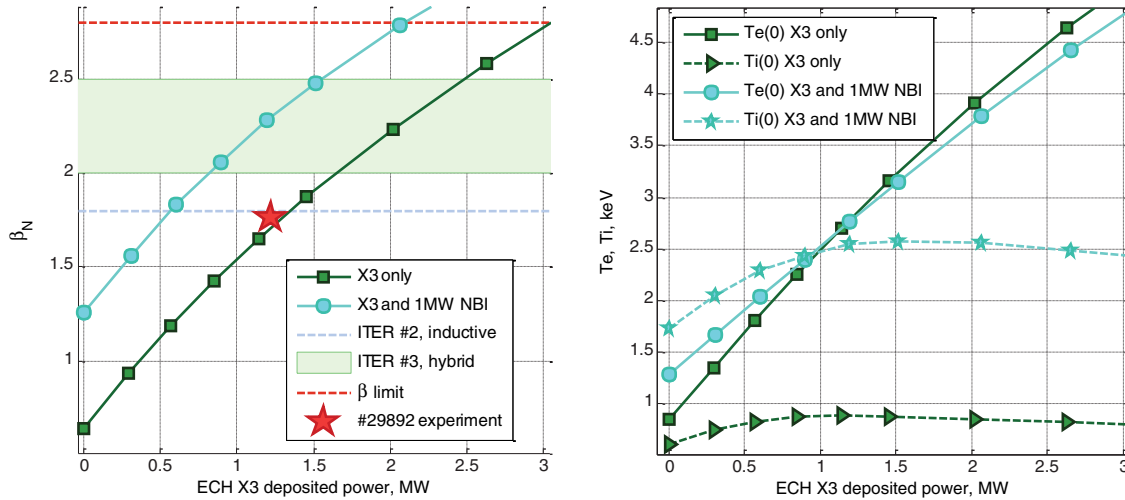 2.5
2
1.5
1
β_N
0
0.5
1
1.5
2
2.5
3
ECH X3 deposited power, MW
X3 only
X3 and 1MW NBI
ITER #2, inductive
ITER #3, hybrid
β limit
#29892 experiment
4.5
4
3.5
3
2.5
2
1.5
1
Te, Ti, keV
0
0.5
1
1.5
2
2.5
3
ECH X3 deposited power, MW
Te(0) X3 only
Ti(0) X3 only
Te(0) X3 and 1MW NBI
Ti(0) X3 and 1MW NBI